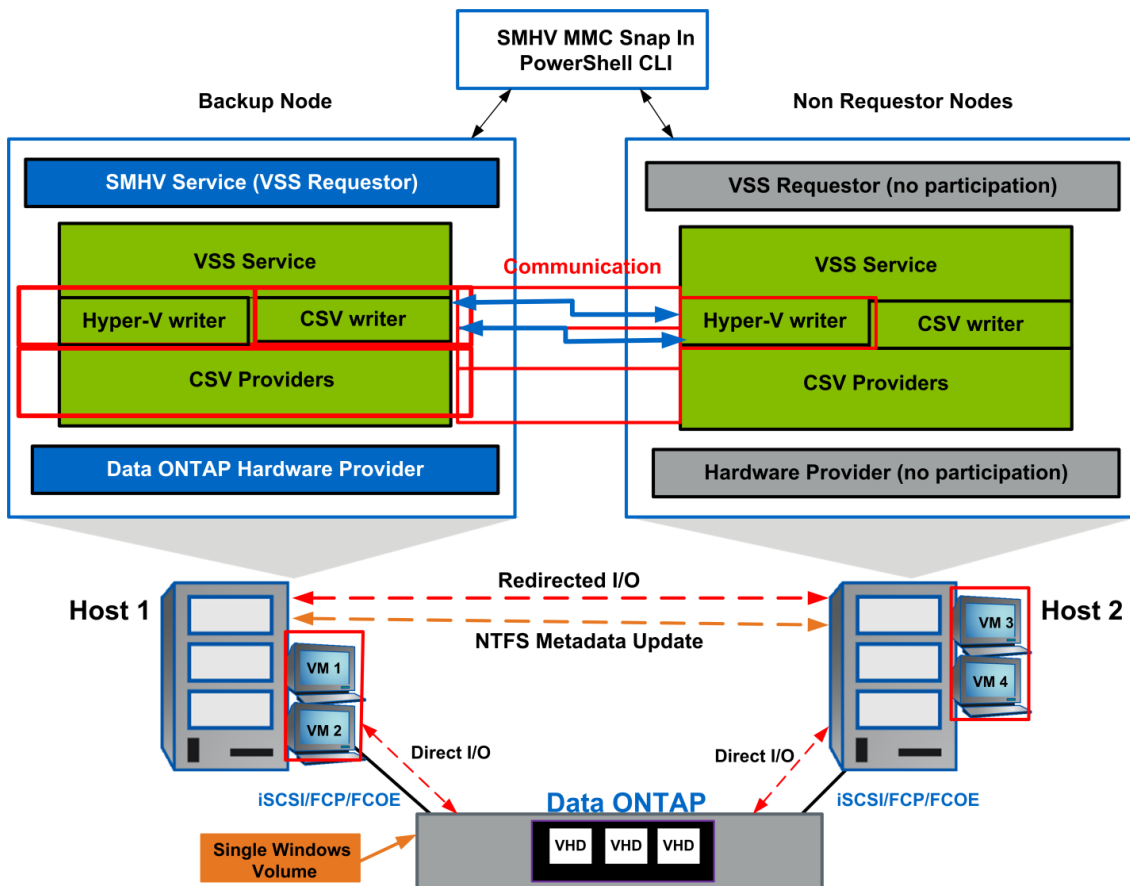 SMHV MMC Snap In
PowerShell CLI
Backup Node
Non Requestor Nodes
SMHV Service (VSS Requestor)
VSS Requestor (no participation)
VSS Service
Communication
VSS Service
Hyper-V writer
CSV writer
Hyper-V writer
CSV writer
CSV Providers
CSV Providers
Data ONTAP Hardware Provider
Hardware Provider (no participation)
Redirected I/O
Host 1
Host 2
NTFS Metadata Update
VM 1
VM 2
VM 3
VM 4
Direct I/O
Direct I/O
iSCSI/FCP/FCOE
Data ONTAP
iSCSI/FCP/FCOE
Single Windows
Volume
VHD
VHD
VHD